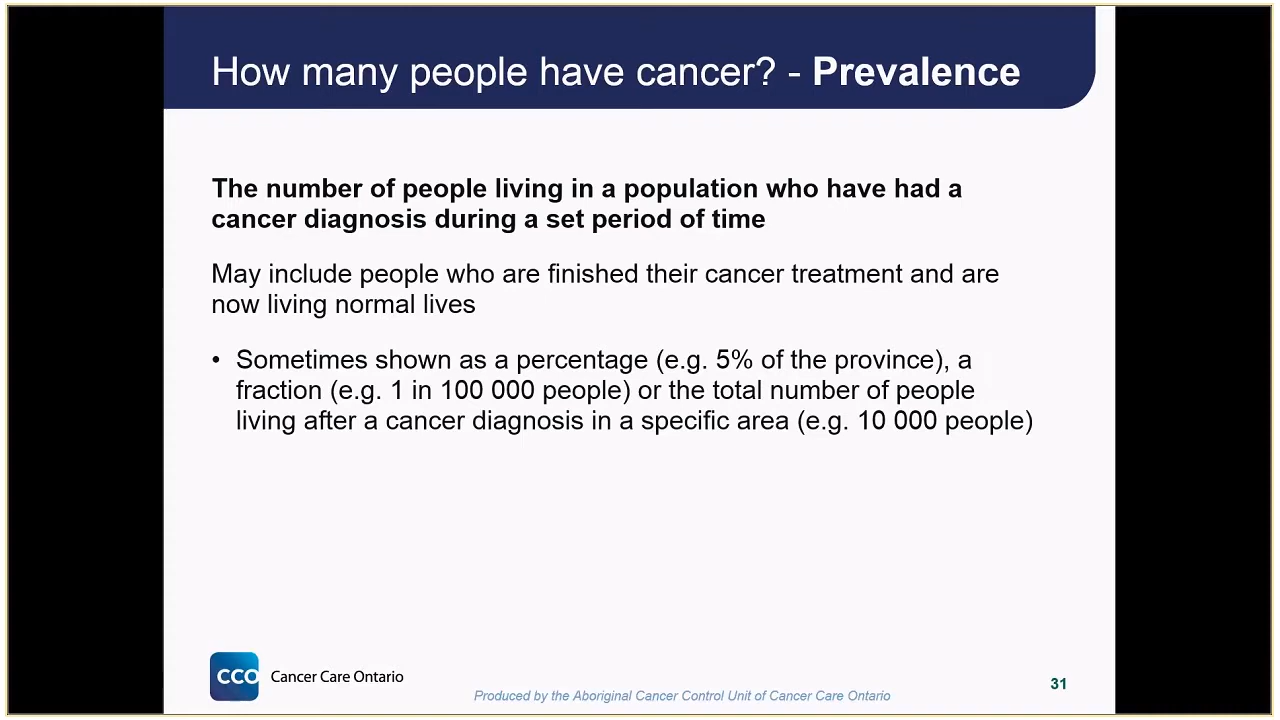 How many people have cancer? - Prevalence
The number of people living in a population who have had a
cancer diagnosis during a set period of time
May include people who are finished their cancer treatment and are
now living normal lives
• Sometimes shown as a percentage (e.g. 5% of the province), a
fraction (e.g. 1 in 100 000 people) or the total number of people
living after a cancer diagnosis in a specific area (e.g. 10 000 people)
CCO Cancer Care Ontario
Produced by the Aboriginal Cancer Control Unit of Cancer Care Ontario
31